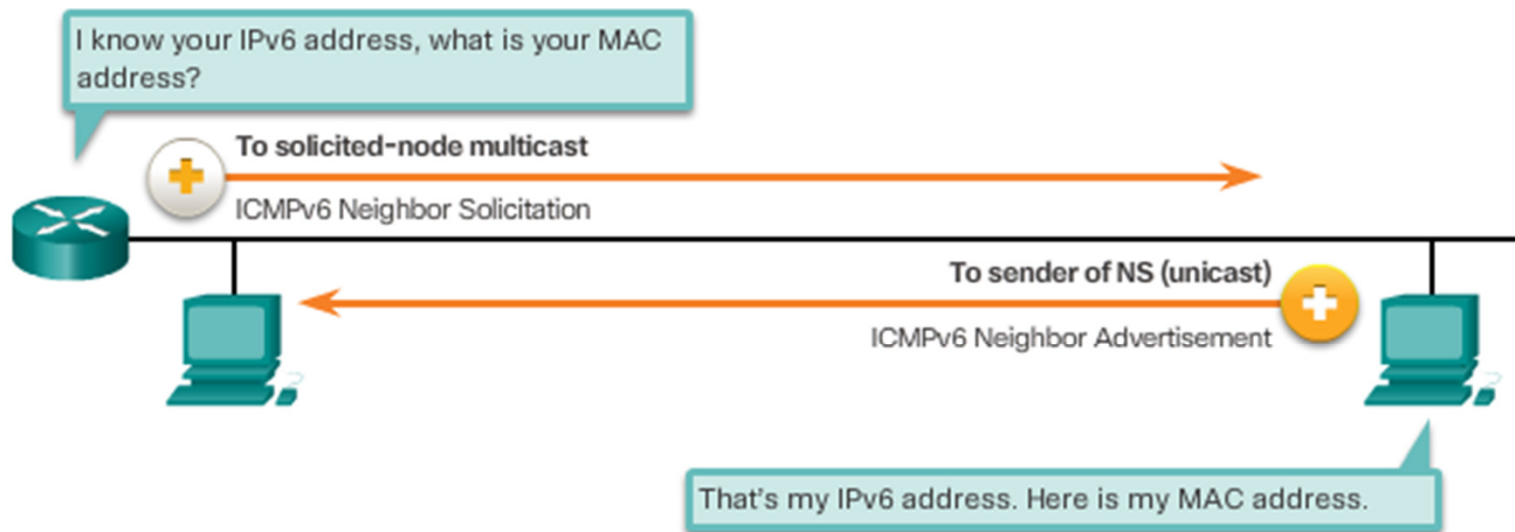 I know your IPv6 address, what is your MAC
address?
To solicited-node multicast
ICMPv6 Neighbor Solicitation
To sender of NS (unicast)
ICMPv6 Neighbor Advertisement
That's my IPv6 address. Here is my MAC address.